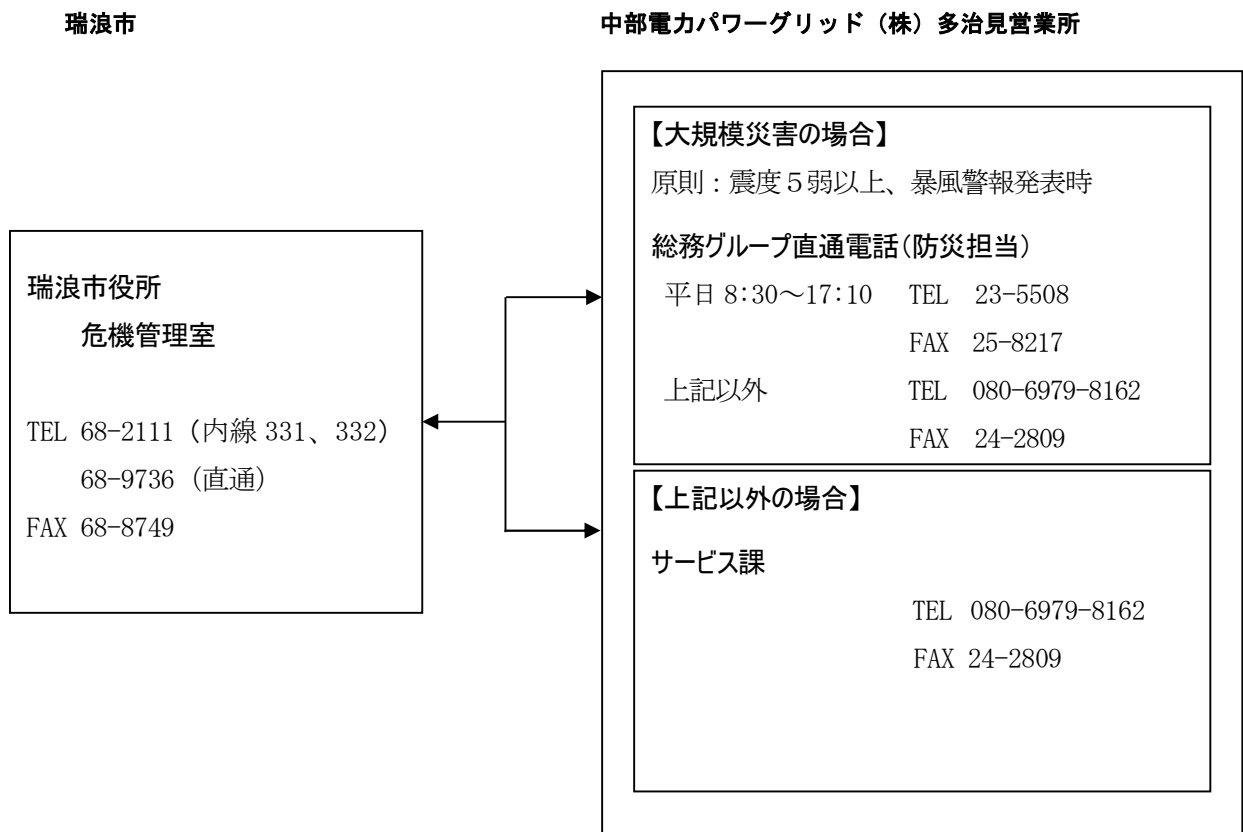 瑞浪市
中部電力パワーグリッド（株）多治見営業所
瑞浪市役所
危機管理室
TEL 68-2111（内線 331、332）
68-9736（直通）
FAX 68-8749
【大規模災害の場合】
原則：震度５弱以上、暴風警報発表時
総務グループ直通電話（防災担当）
平日 8：30～17：10 TEL 23-5508
FAX 25-8217
上記以外 TEL 080-6979-8162
FAX 24-2809
【上記以外の場合】
サービス課
TEL 080-6979-8162
FAX 24-2809